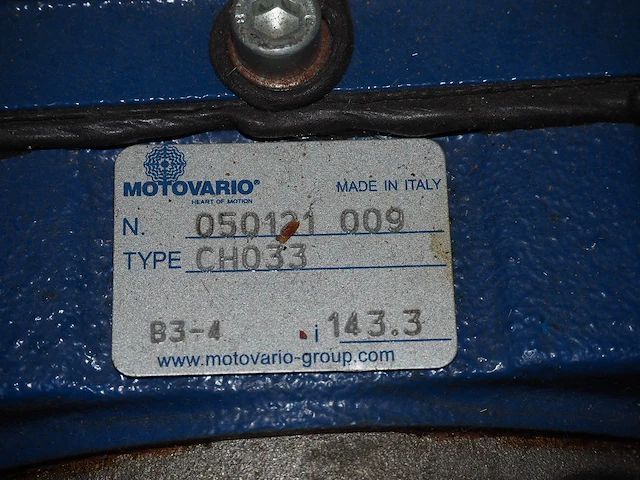 MOTOVARIO®
HEART OF MOTION
MADE IN ITALY
N. 050121 009
TYPE CH033
B3-4 i 143.3
www.motovario-group.com